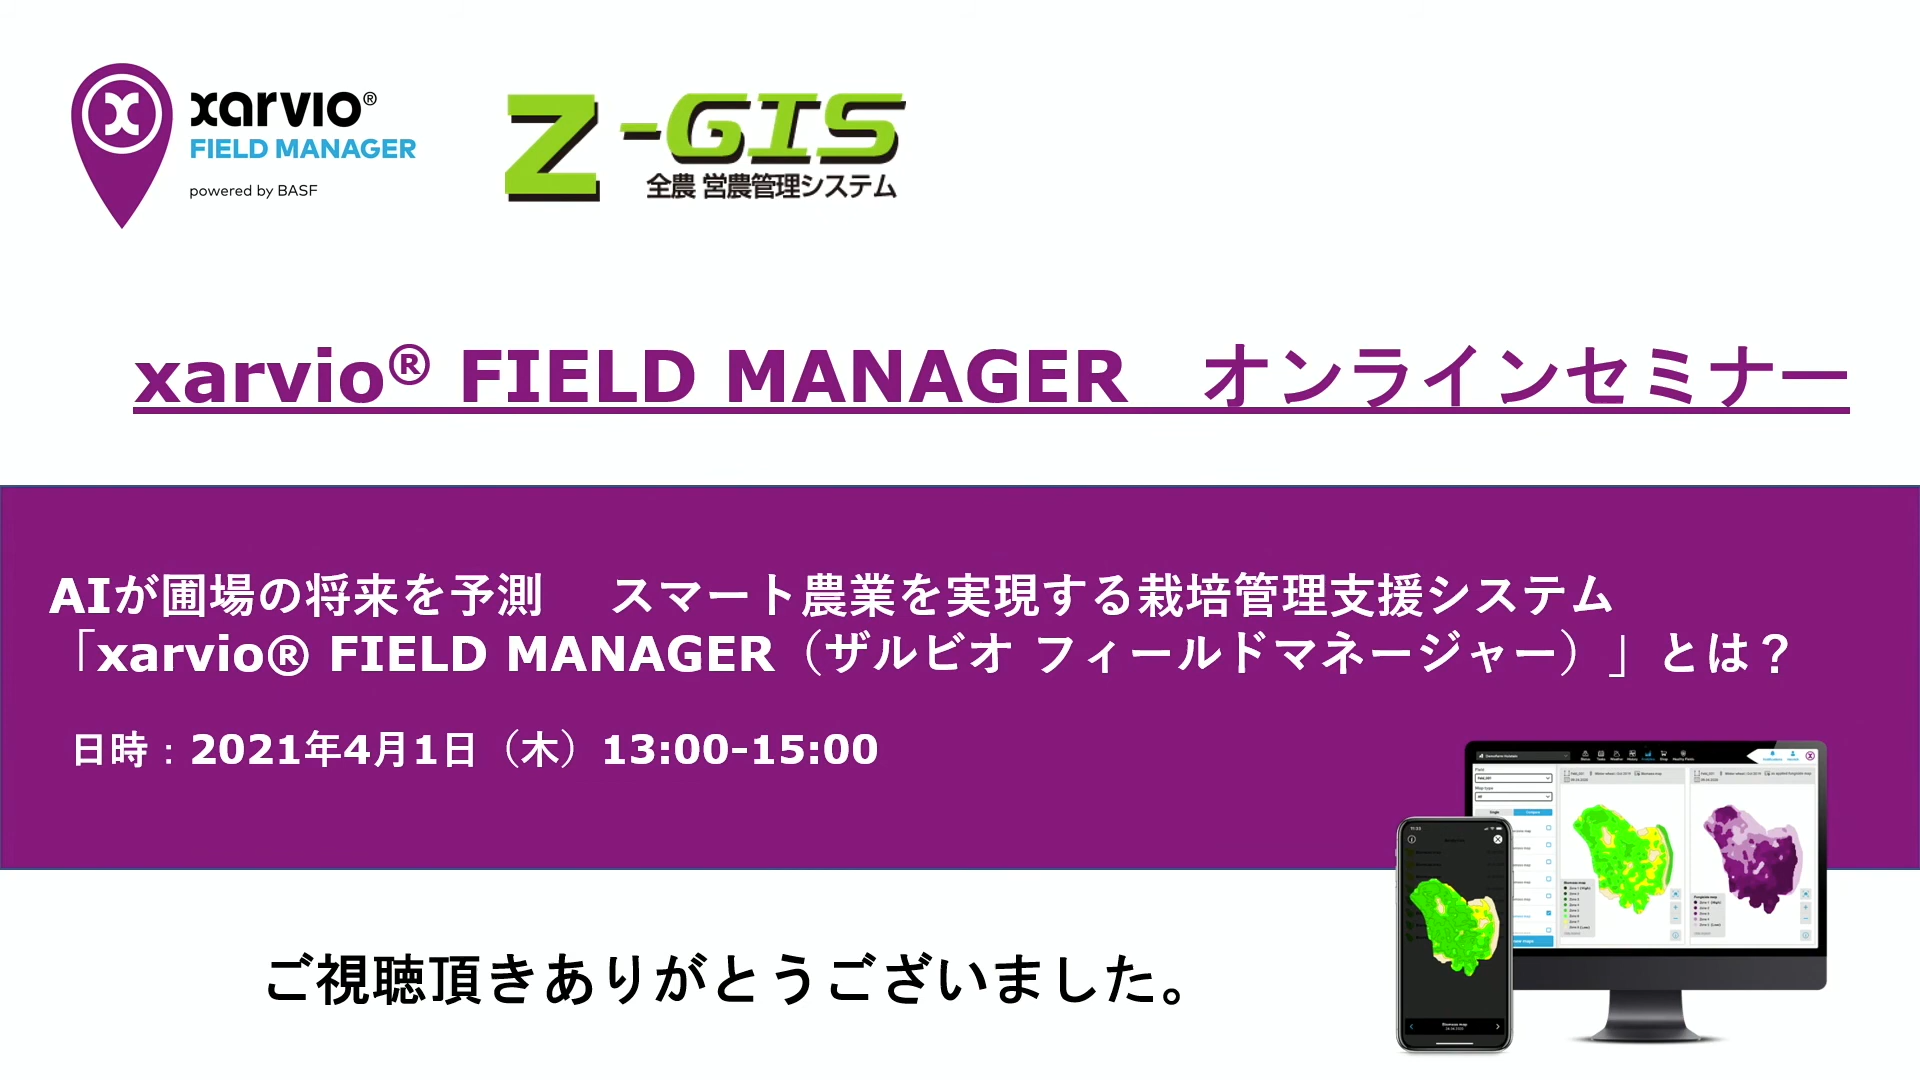 xarvio®
FIELD MANAGER
powered by BASF
Z-GIS
全農 営農管理システム
xarvio® FIELD MANAGER　オンラインセミナー
AIが圃場の将来を予測　スマート農業を実現する栽培管理支援システム
「xarvio® FIELD MANAGER（ザルビオ フィールドマネージャー）」とは？
日時：2021年4月1日（木）13:00-15:00
ご視聴頂きありがとうございました。